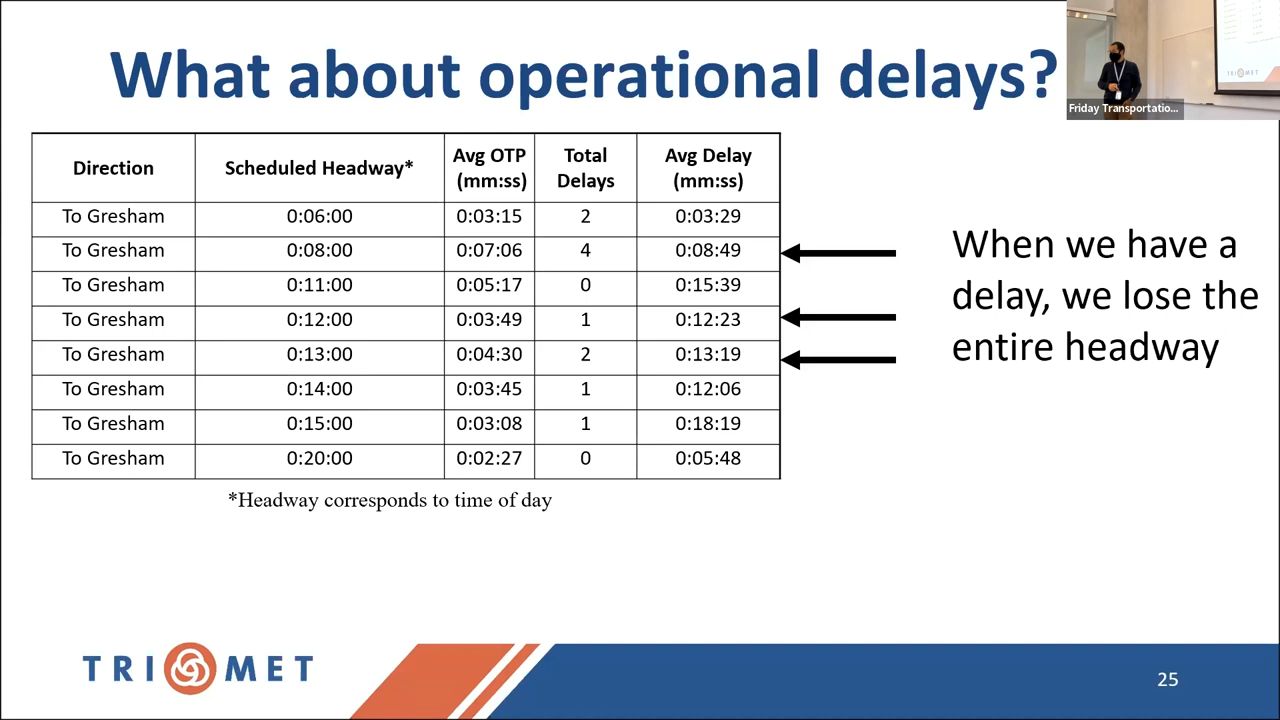 What about operational delays?
Friday Transportatio...
Direction Scheduled Headway* Avg OTP (mm:ss) Total Delays Avg Delay (mm:ss)
To Gresham 0:06:00 0:03:15 2 0:03:29
To Gresham 0:08:00 0:07:06 4 0:08:49
To Gresham 0:11:00 0:05:17 0 0:15:39
To Gresham 0:12:00 0:03:49 1 0:12:23
To Gresham 0:13:00 0:04:30 2 0:13:19
To Gresham 0:14:00 0:03:45 1 0:12:06
To Gresham 0:15:00 0:03:08 1 0:18:19
To Gresham 0:20:00 0:02:27 0 0:05:48
*Headway corresponds to time of day
When we have a
delay, we lose the
entire headway
TRI MET
25